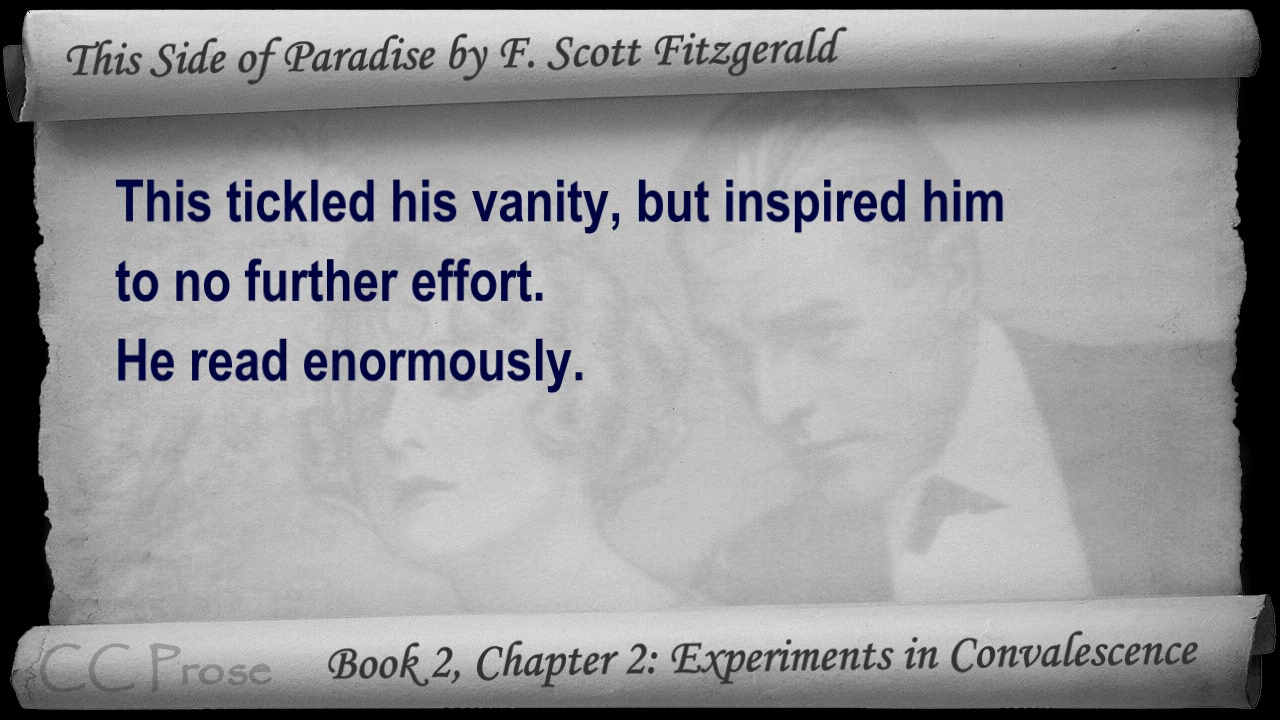 This Side of Paradise by F. Scott Fitzgerald
This tickled his vanity, but inspired him
to no further effort.
He read enormously.
CC Prose
Book 2, Chapter 2: Experiments in Convalescence